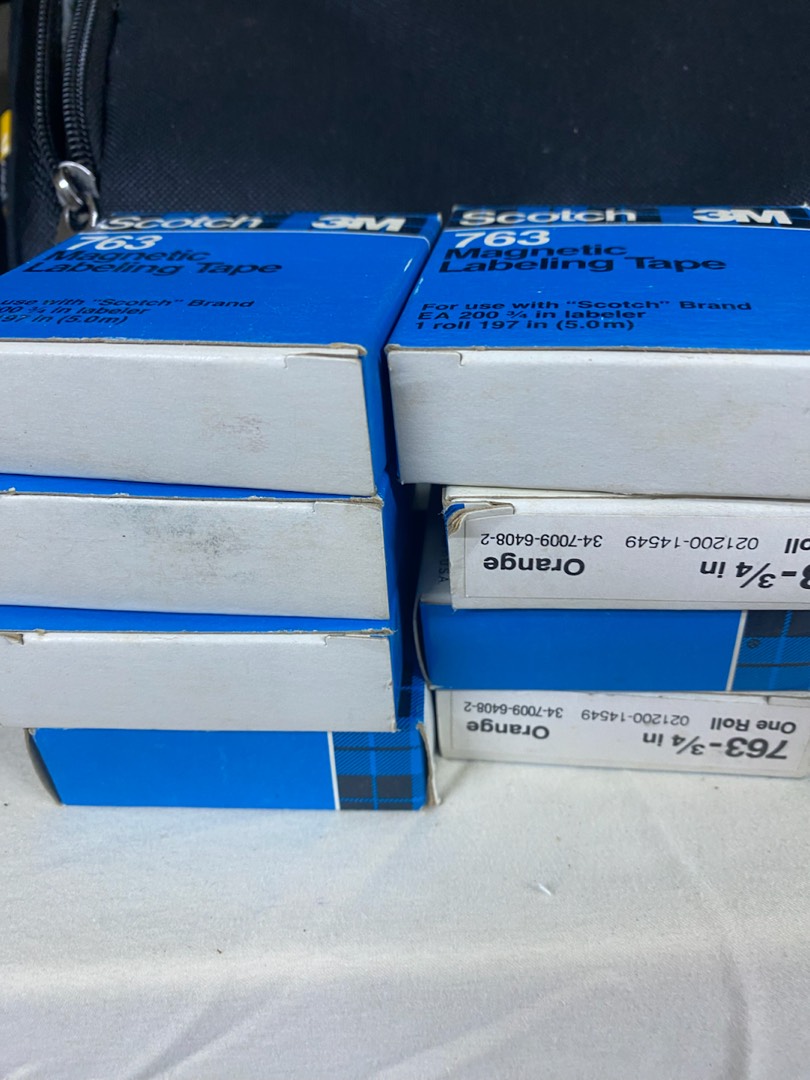 Scotch 3M
763
Magnetic
Labeling Tape
use with "Scotch" Brand
00 ¾ in labeler
97 in (5.0m)
Scotch 3M
763
Magnetic
Labeling Tape
For use with "Scotch" Brand
EA 200 ¾ in labeler
1 roll 197 in (5.0m)
3-¾ in Orange
oll 021200-14549 34-7009-6408-2
USA
763-¾ in Orange
One Roll 021200-14549 34-7009-6408-2